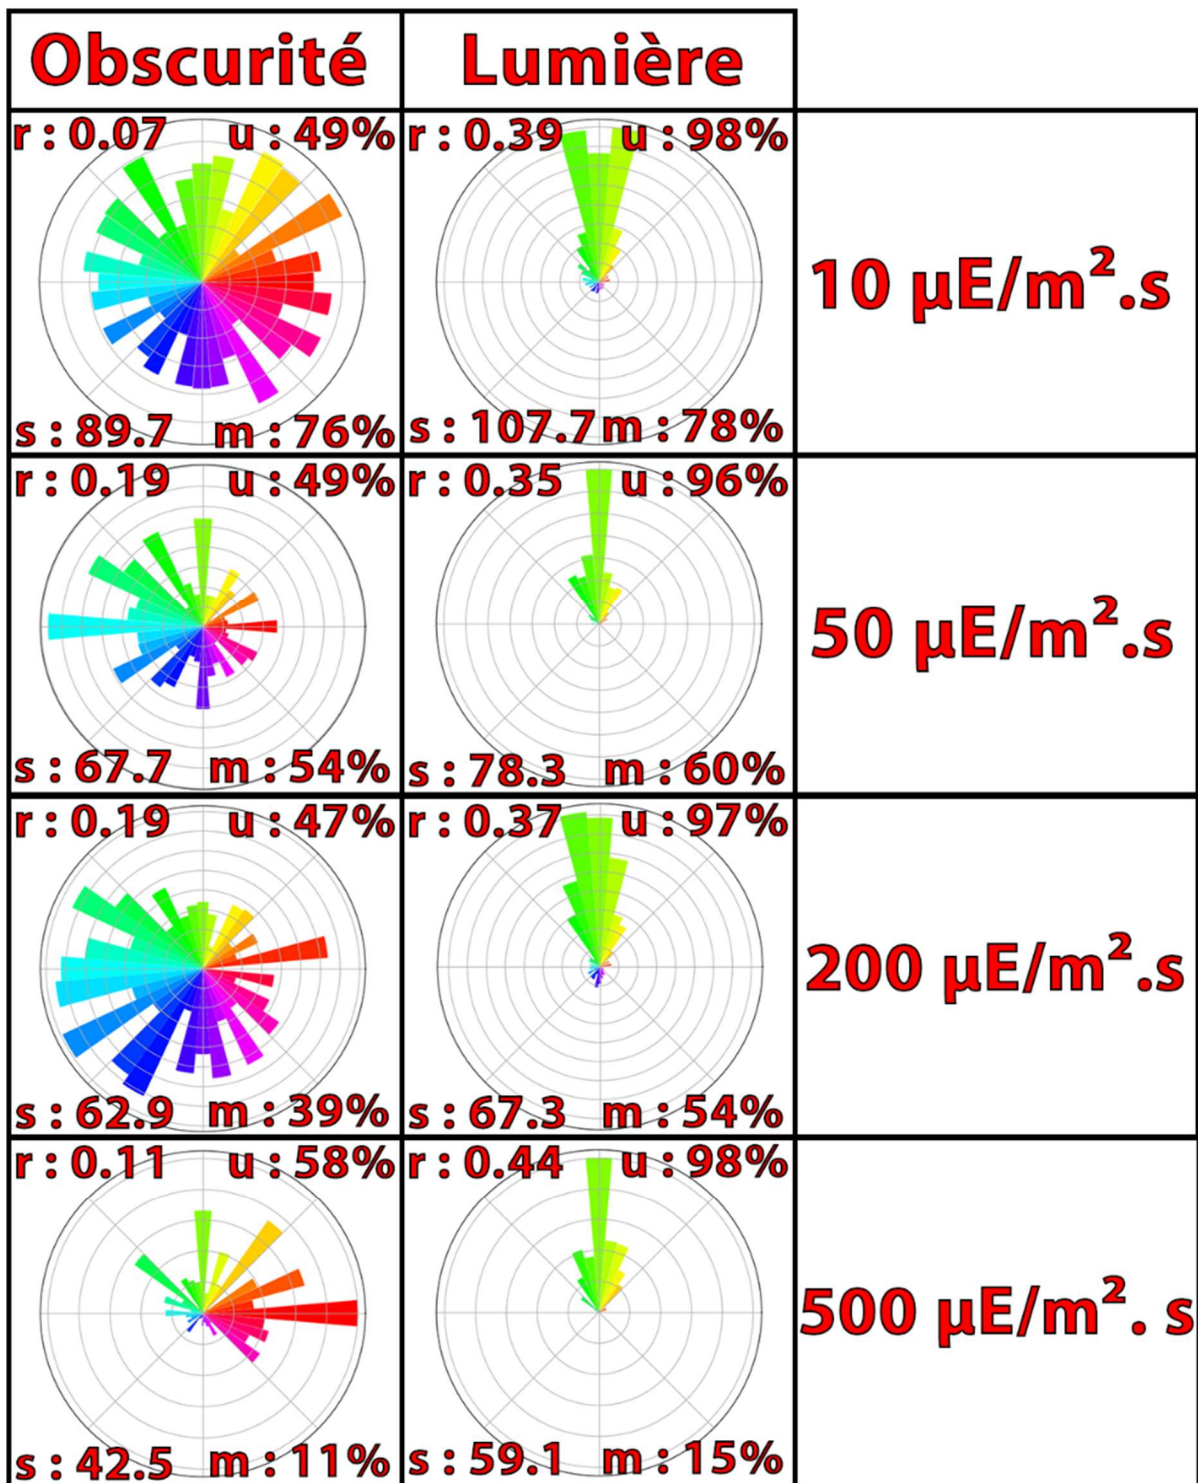 Obscurité Lumière
r : 0.07 u : 49% r : 0.39 u : 98%
10 µE/m².s
s : 89.7 m : 76% s : 107.7 m : 78%
r : 0.19 u : 49% r : 0.35 u : 96%
50 µE/m².s
s : 67.7 m : 54% s : 78.3 m : 60%
r : 0.19 u : 47% r : 0.37 u : 97%
200 µE/m².s
s : 62.9 m : 39% s : 67.3 m : 54%
r : 0.11 u : 58% r : 0.44 u : 98%
500 µE/m². s
s : 42.5 m : 11% s : 59.1 m : 15%